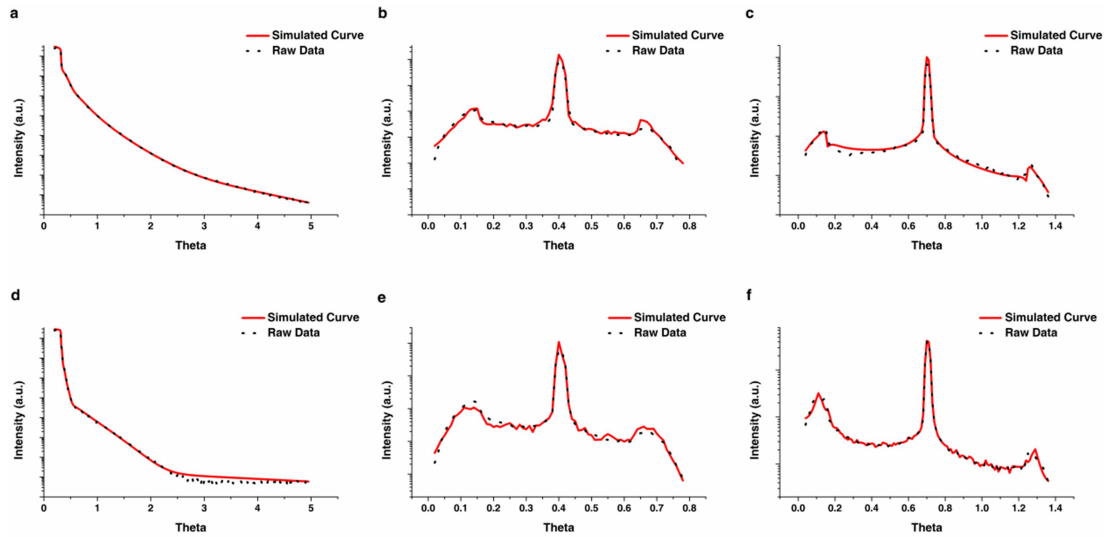 a
Simulated Curve
Raw Data
Intensity (a.u.)
0 1 2 3 4 5
Theta
b
Simulated Curve
Raw Data
Intensity (a.u.)
0.0 0.1 0.2 0.3 0.4 0.5 0.6 0.7 0.8
Theta
c
Simulated Curve
Raw Data
Intensity (a.u.)
0.0 0.2 0.4 0.6 0.8 1.0 1.2 1.4
Theta
d
Simulated Curve
Raw Data
Intensity (a.u.)
0 1 2 3 4 5
Theta
e
Simulated Curve
Raw Data
Intensity (a.u.)
0.0 0.1 0.2 0.3 0.4 0.5 0.6 0.7 0.8
Theta
f
Simulated Curve
Raw Data
Intensity (a.u.)
0.0 0.2 0.4 0.6 0.8 1.0 1.2 1.4
Theta